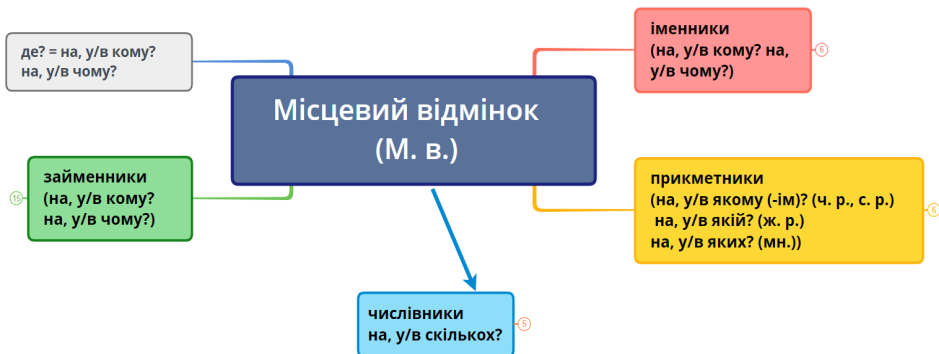 Місцевий відмінок
(М. в.)
де? = на, у/в кому?
на, у/в чому?
іменники
(на, у/в кому? на,
у/в чому?)
6
займенники
(на, у/в кому?
на, у/в чому?)
15
прикметники
(на, у/в якому (-ім)? (ч. р., с. р.)
на, у/в якій? (ж. р.)
на, у/в яких? (мн.))
6
числівники
на, у/в скількох?
5